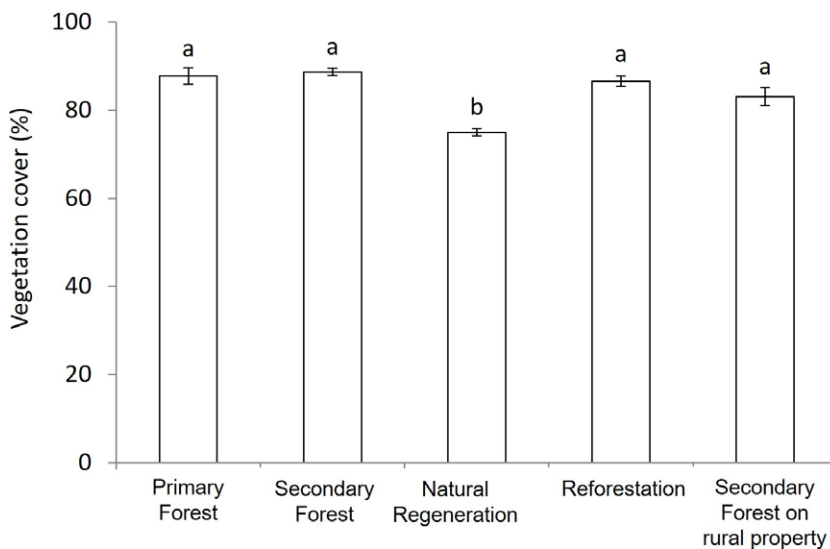 Vegetation cover (%)
100
80
60
40
20
0
a
a
b
a
a
Primary
Forest
Secondary
Forest
Natural
Regeneration
Reforestation
Secondary
Forest on
rural property